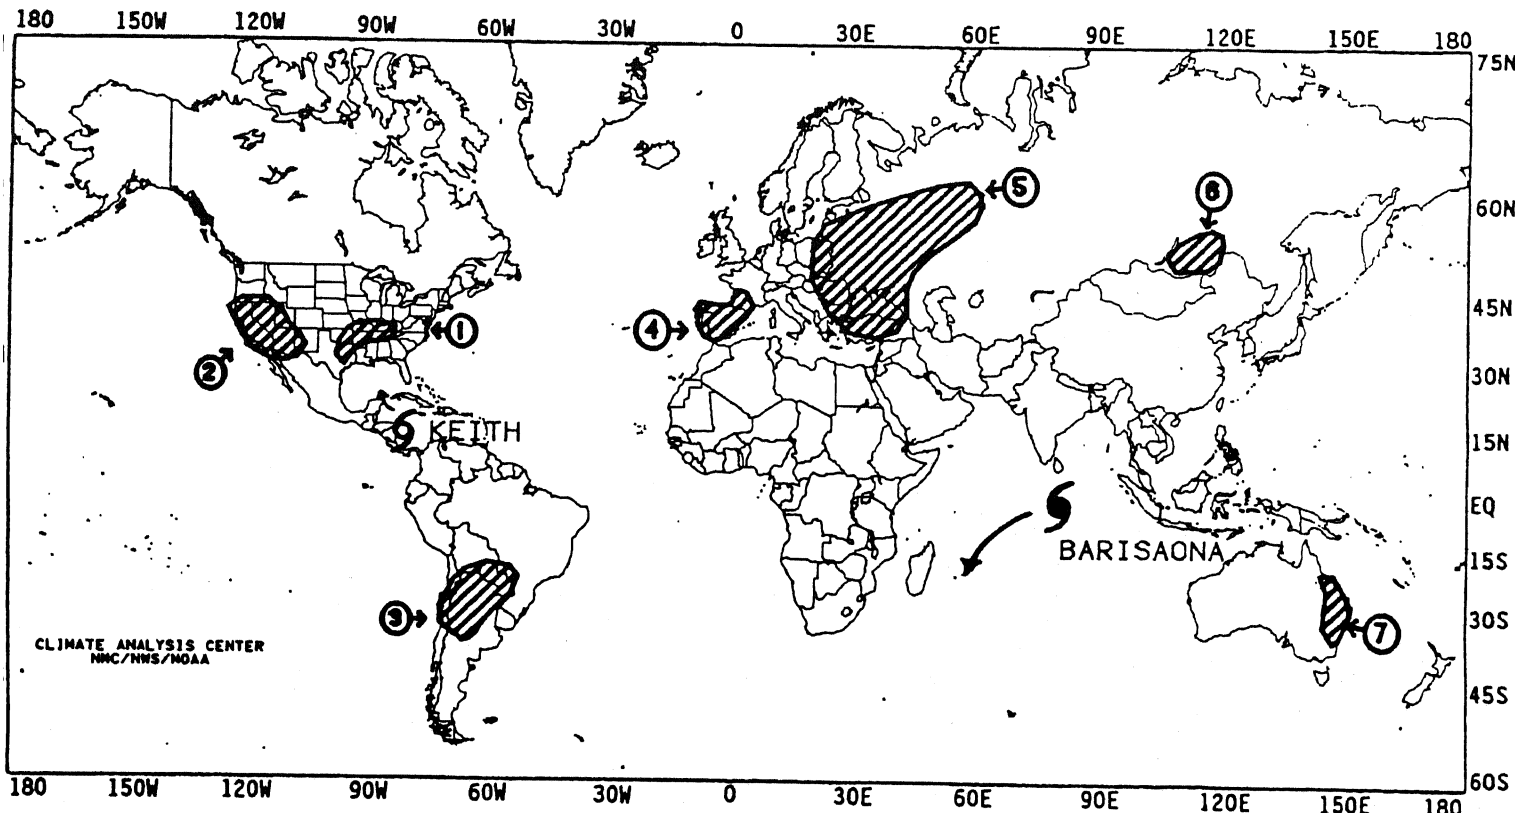 180 150W 120W 90W 60W 30W 0 30E 60E 90E 120E 150E 180
75N
5
6
60N
45N
4
1
2
30N
KEITH
15N
EQ
BARISAONA
15S
3
30S
7
CLIMATE ANALYSIS CENTER
NMC/NWS/NOAA
45S
60S
180 150W 120W 90W 60W 30W 0 30E 60E 90E 120E 150E 180